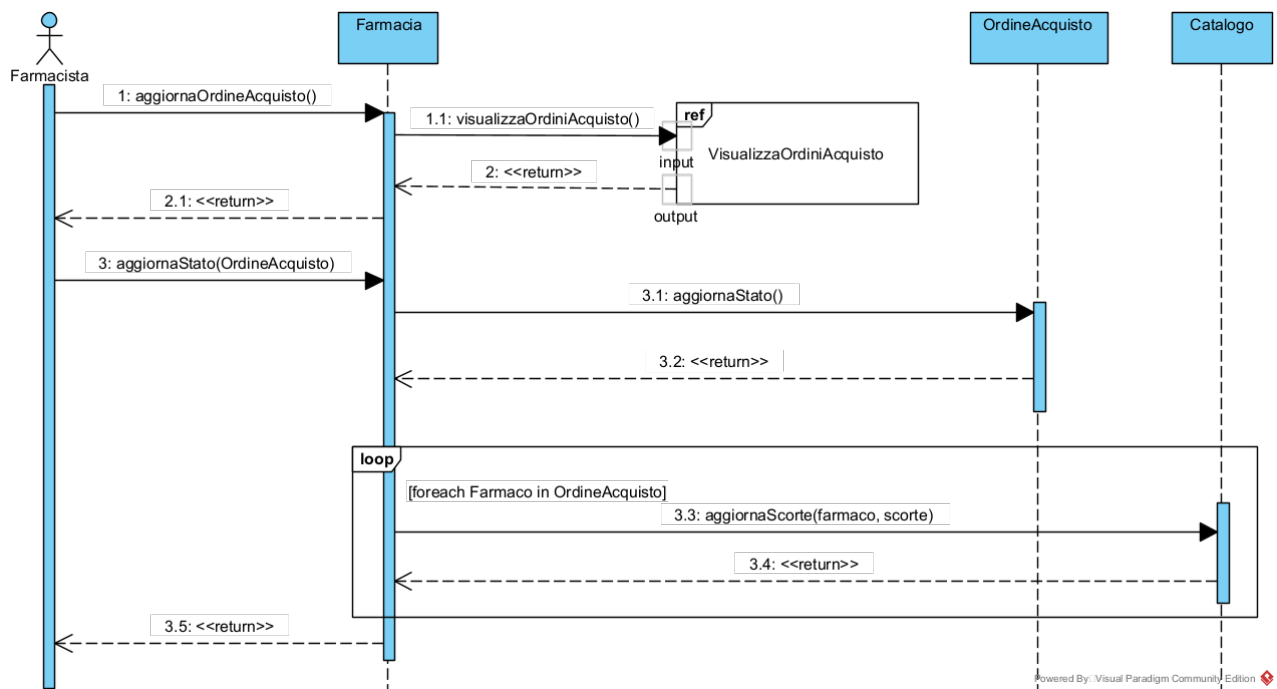 Farmacista
Farmacia
OrdineAcquisto
Catalogo
1: aggiornaOrdineAcquisto()
1.1: visualizzaOrdiniAcquisto()
ref
VisualizzaOrdiniAcquisto
input
2: <<return>>
output
2.1: <<return>>
3: aggiornaStato(OrdineAcquisto)
3.1: aggiornaStato()
3.2: <<return>>
loop
[foreach Farmaco in OrdineAcquisto]
3.3: aggiornaScorte(farmaco, scorte)
3.4: <<return>>
3.5: <<return>>
Powered By Visual Paradigm Community Edition